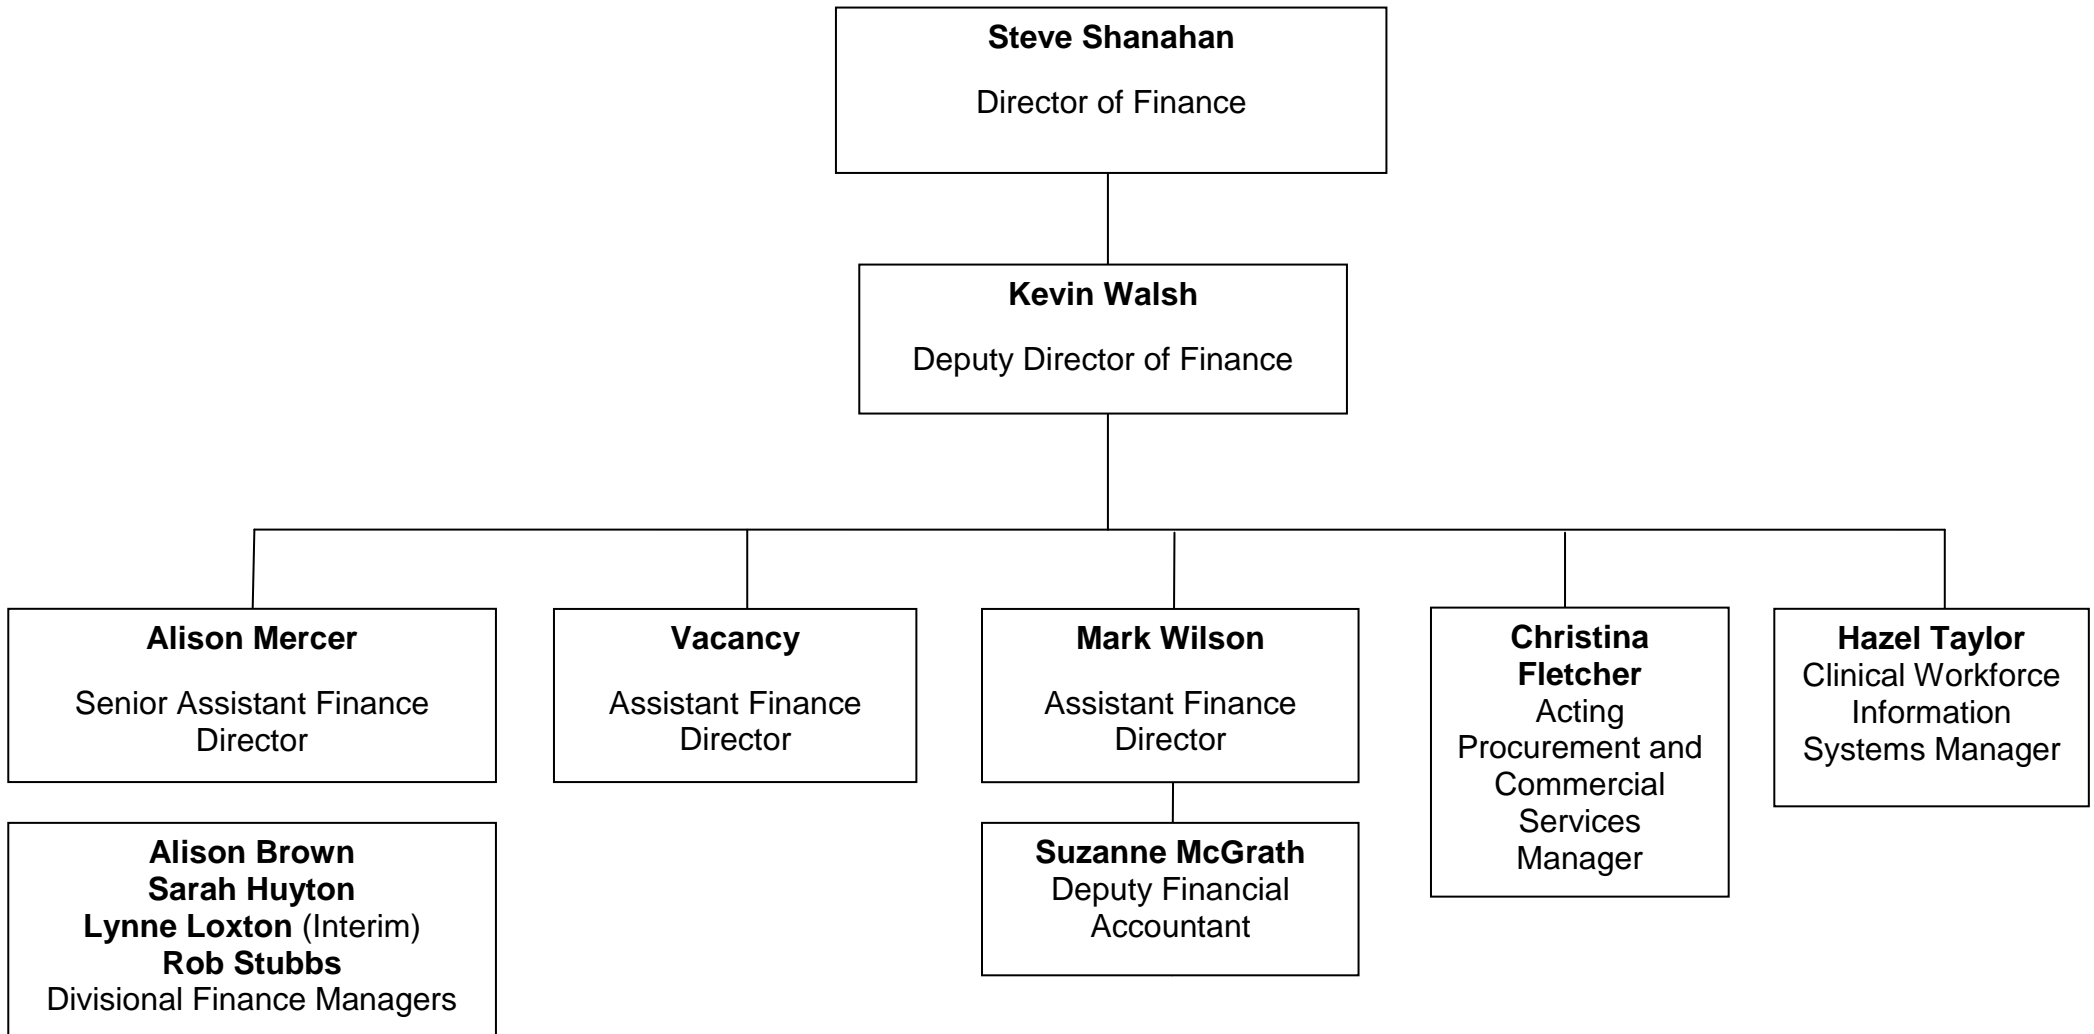 Steve Shanahan
Director of Finance
Kevin Walsh
Deputy Director of Finance
Alison Mercer
Senior Assistant Finance
Director
Vacancy
Assistant Finance
Director
Mark Wilson
Assistant Finance
Director
Christina
Fletcher
Acting
Procurement and
Commercial
Services
Manager
Hazel Taylor
Clinical Workforce
Information
Systems Manager
Alison Brown
Sarah Huyton
Lynne Loxton (Interim)
Rob Stubbs
Divisional Finance Managers
Suzanne McGrath
Deputy Financial
Accountant